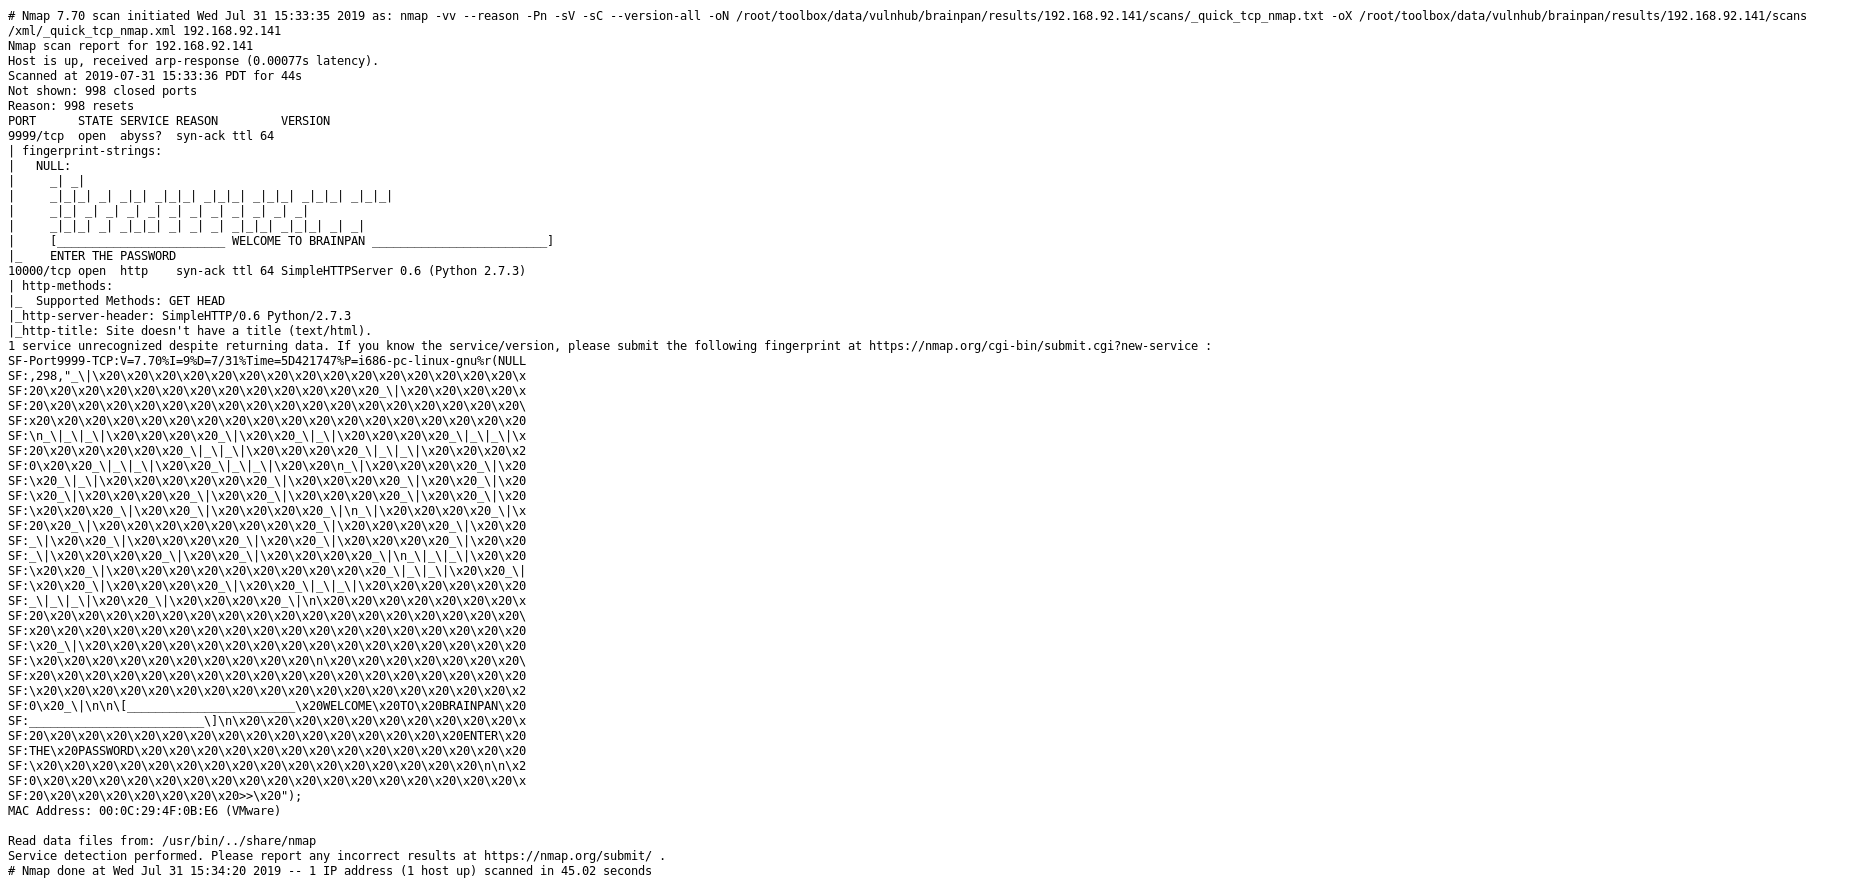 # Nmap 7.70 scan initiated Wed Jul 31 15:33:35 2019 as: nmap -vv --reason -Pn -sV -sC --version-all -oN /root/toolbox/data/vulnhub/brainpan/results/192.168.92.141/scans/_quick_tcp_nmap.txt -oX /root/toolbox/data/vulnhub/brainpan/results/192.168.92.141/scans
/xml/_quick_tcp_nmap.xml 192.168.92.141
Nmap scan report for 192.168.92.141
Host is up, received arp-response (0.00077s latency).
Scanned at 2019-07-31 15:33:36 PDT for 44s
Not shown: 998 closed ports
Reason: 998 resets
PORT      STATE SERVICE REASON         VERSION
9999/tcp  open  abyss?  syn-ack ttl 64
| fingerprint-strings:
|   NULL:
|     _| _|
|     _|_|_| _| _|_| _|_|_| _|_|_| _|_|_| _|_|_| _|_|_|
|     _|_| _| _| _| _| _| _| _| _| _| _| _|
|     _|_|_| _| _|_|_| _| _| _| _|_|_| _|_|_| _| _|
|     [________________________ WELCOME TO BRAINPAN _________________________]
|_    ENTER THE PASSWORD
10000/tcp open  http    syn-ack ttl 64 SimpleHTTPServer 0.6 (Python 2.7.3)
| http-methods:
|_  Supported Methods: GET HEAD
|_http-server-header: SimpleHTTP/0.6 Python/2.7.3
|_http-title: Site doesn't have a title (text/html).
1 service unrecognized despite returning data. If you know the service/version, please submit the following fingerprint at https://nmap.org/cgi-bin/submit.cgi?new-service :
SF-Port9999-TCP:V=7.70%I=9%D=7/31%Time=5D421747%P=i686-pc-linux-gnu%r(NULL
SF:,298,"_\|\x20\x20\x20\x20\x20\x20\x20\x20\x20\x20\x20\x20\x20\x20\x20\x
SF:20\x20\x20\x20\x20\x20\x20\x20\x20\x20\x20\x20\x20_\|\x20\x20\x20\x20\x
SF:20\x20\x20\x20\x20\x20\x20\x20\x20\x20\x20\x20\x20\x20\x20\x20\x20\x20\
SF:x20\x20\x20\x20\x20\x20\x20\x20\x20\x20\x20\x20\x20\x20\x20\x20\x20\x20
SF:\n_\|_\|_\|\x20\x20\x20\x20_\|\x20\x20_\|_\|\x20\x20\x20\x20_\|_\|_\|\x
SF:20\x20\x20\x20\x20\x20_\|_\|_\|\x20\x20\x20\x20_\|_\|_\|\x20\x20\x20\x2
SF:0\x20\x20_\|_\|_\|\x20\x20_\|_\|_\|\x20\x20\n_\|\x20\x20\x20\x20_\|\x20
SF:\x20_\|_\|\x20\x20\x20\x20\x20\x20_\|\x20\x20\x20\x20_\|\x20\x20_\|\x20
SF:\x20_\|\x20\x20\x20\x20_\|\x20\x20_\|\x20\x20\x20\x20_\|\x20\x20_\|\x20
SF:\x20\x20\x20_\|\x20\x20_\|\x20\x20\x20\x20_\|\n_\|\x20\x20\x20\x20_\|\x
SF:20\x20_\|\x20\x20\x20\x20\x20\x20\x20\x20_\|\x20\x20\x20\x20_\|\x20\x20
SF:_\|\x20\x20_\|\x20\x20\x20\x20_\|\x20\x20_\|\x20\x20\x20\x20_\|\x20\x20
SF:_\|\x20\x20\x20\x20_\|\x20\x20_\|\x20\x20\x20\x20_\|\n_\|_\|_\|\x20\x20
SF:\x20\x20_\|\x20\x20\x20\x20\x20\x20\x20\x20\x20\x20_\|_\|_\|\x20\x20_\|
SF:\x20\x20_\|\x20\x20\x20\x20_\|\x20\x20_\|_\|_\|\x20\x20\x20\x20\x20\x20
SF:_\|_\|_\|\x20\x20_\|\x20\x20\x20\x20_\|\n\x20\x20\x20\x20\x20\x20\x20\x
SF:20\x20\x20\x20\x20\x20\x20\x20\x20\x20\x20\x20\x20\x20\x20\x20\x20\x20\
SF:x20\x20\x20\x20\x20\x20\x20\x20\x20\x20\x20\x20\x20\x20\x20\x20\x20\x20
SF:\x20_\|\x20\x20\x20\x20\x20\x20\x20\x20\x20\x20\x20\x20\x20\x20\x20\x20
SF:\x20\x20\x20\x20\x20\x20\x20\x20\x20\x20\n\x20\x20\x20\x20\x20\x20\x20\
SF:x20\x20\x20\x20\x20\x20\x20\x20\x20\x20\x20\x20\x20\x20\x20\x20\x20\x20
SF:\x20\x20\x20\x20\x20\x20\x20\x20\x20\x20\x20\x20\x20\x20\x20\x20\x20\x2
SF:0\x20_\|\n\n\[________________________\x20WELCOME\x20TO\x20BRAINPAN\x20
SF:_________________________\]\n\x20\x20\x20\x20\x20\x20\x20\x20\x20\x20\x
SF:20\x20\x20\x20\x20\x20\x20\x20\x20\x20\x20\x20\x20\x20\x20\x20ENTER\x20
SF:THE\x20PASSWORD\x20\x20\x20\x20\x20\x20\x20\x20\x20\x20\x20\x20\x20\x20
SF:\x20\x20\x20\x20\x20\x20\x20\x20\x20\x20\x20\x20\x20\x20\x20\x20\n\n\x2
SF:0\x20\x20\x20\x20\x20\x20\x20\x20\x20\x20\x20\x20\x20\x20\x20\x20\x20\x
SF:20\x20\x20\x20\x20\x20\x20\x20>>\x20");
MAC Address: 00:0C:29:4F:0B:E6 (VMware)
Read data files from: /usr/bin/../share/nmap
Service detection performed. Please report any incorrect results at https://nmap.org/submit/ .
# Nmap done at Wed Jul 31 15:34:20 2019 -- 1 IP address (1 host up) scanned in 45.02 seconds